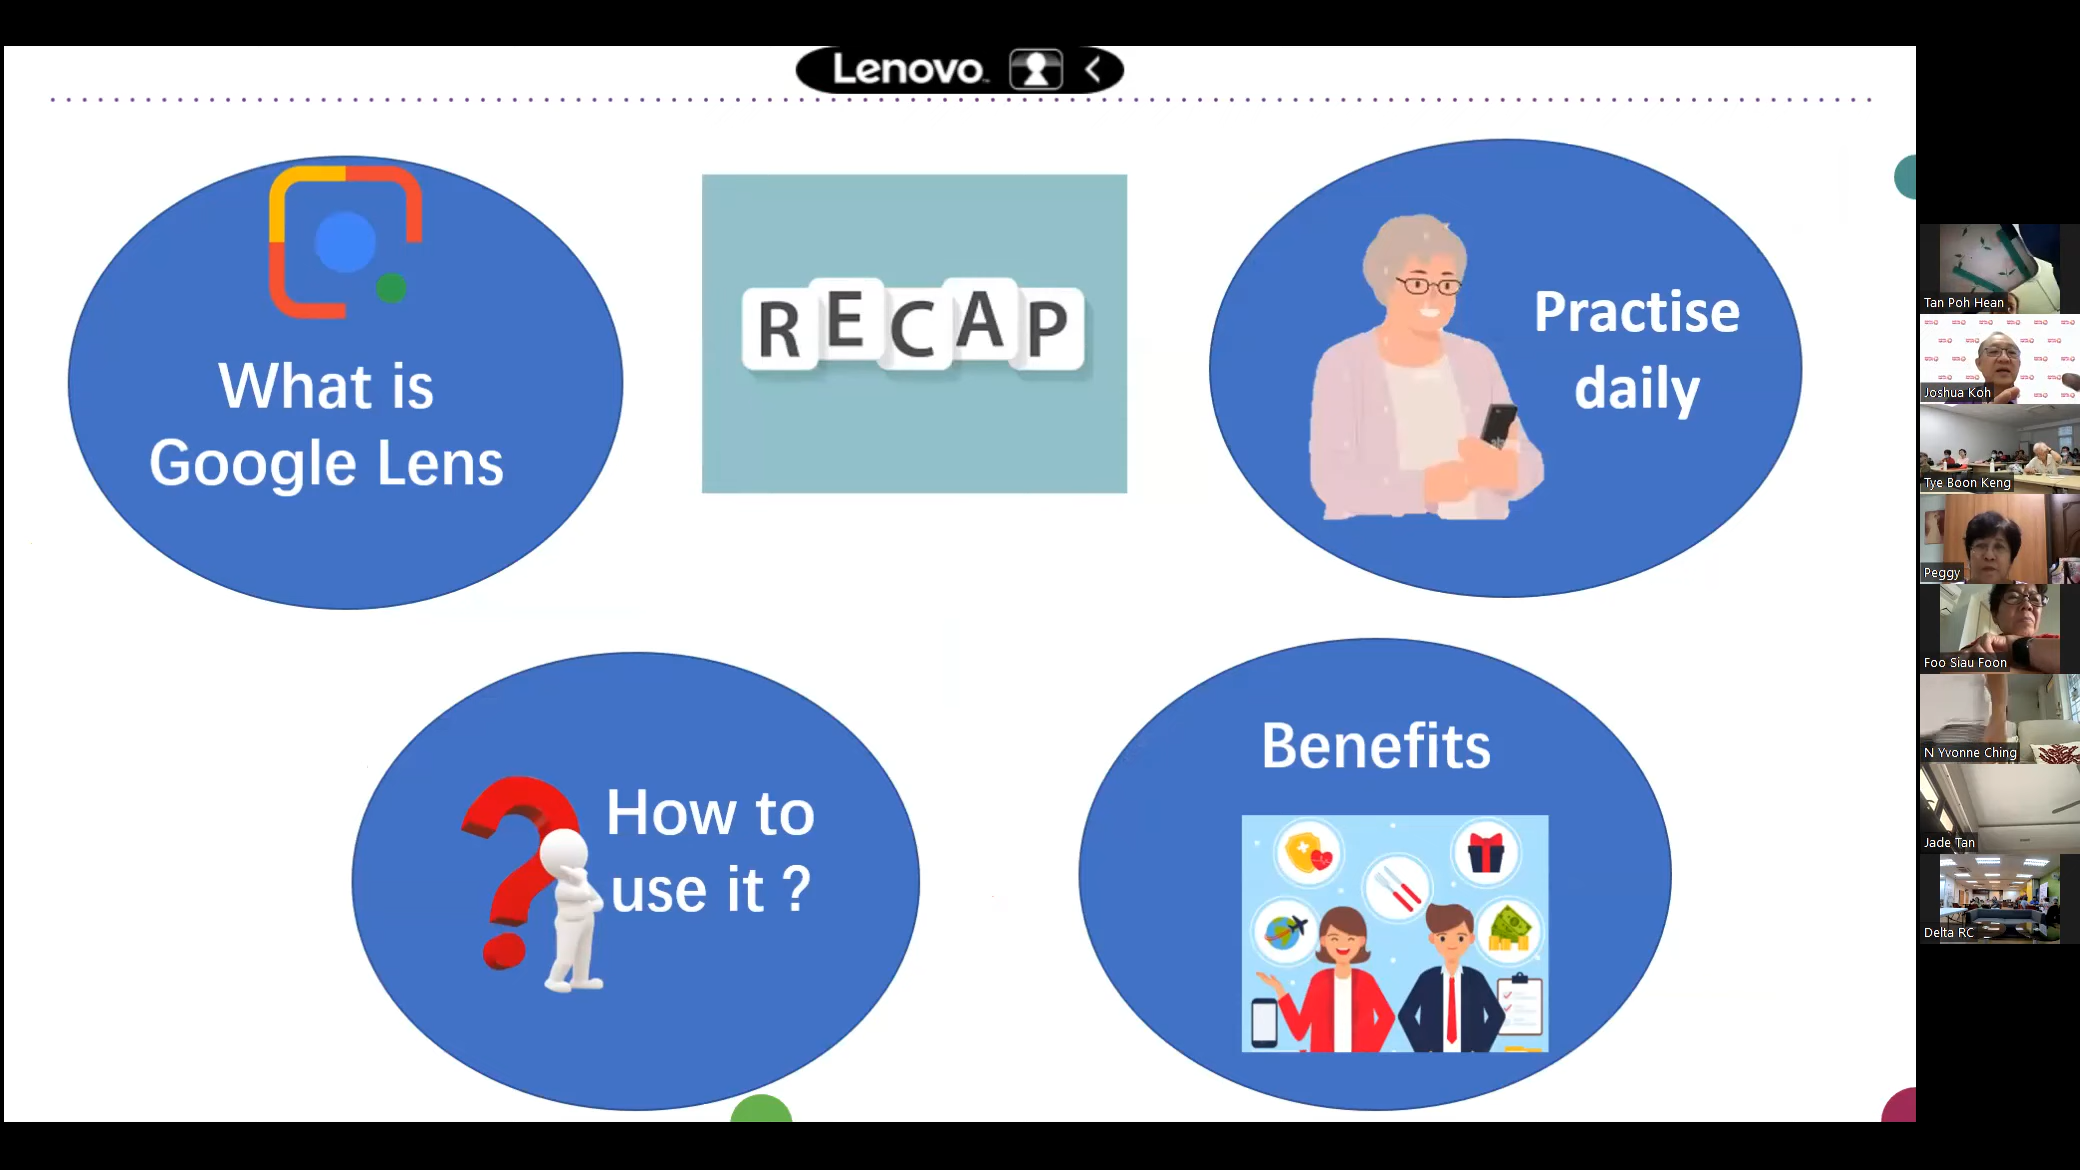 Lenovo
What is
Google Lens
RECAP
Practise
daily
How to
use it ?
Benefits
Tan Poh Hean
Joshua Koh
Tye Boon Keng
Peggy
Foo Siau Foon
N Yvonne Ching
Jade Tan
Delta RC